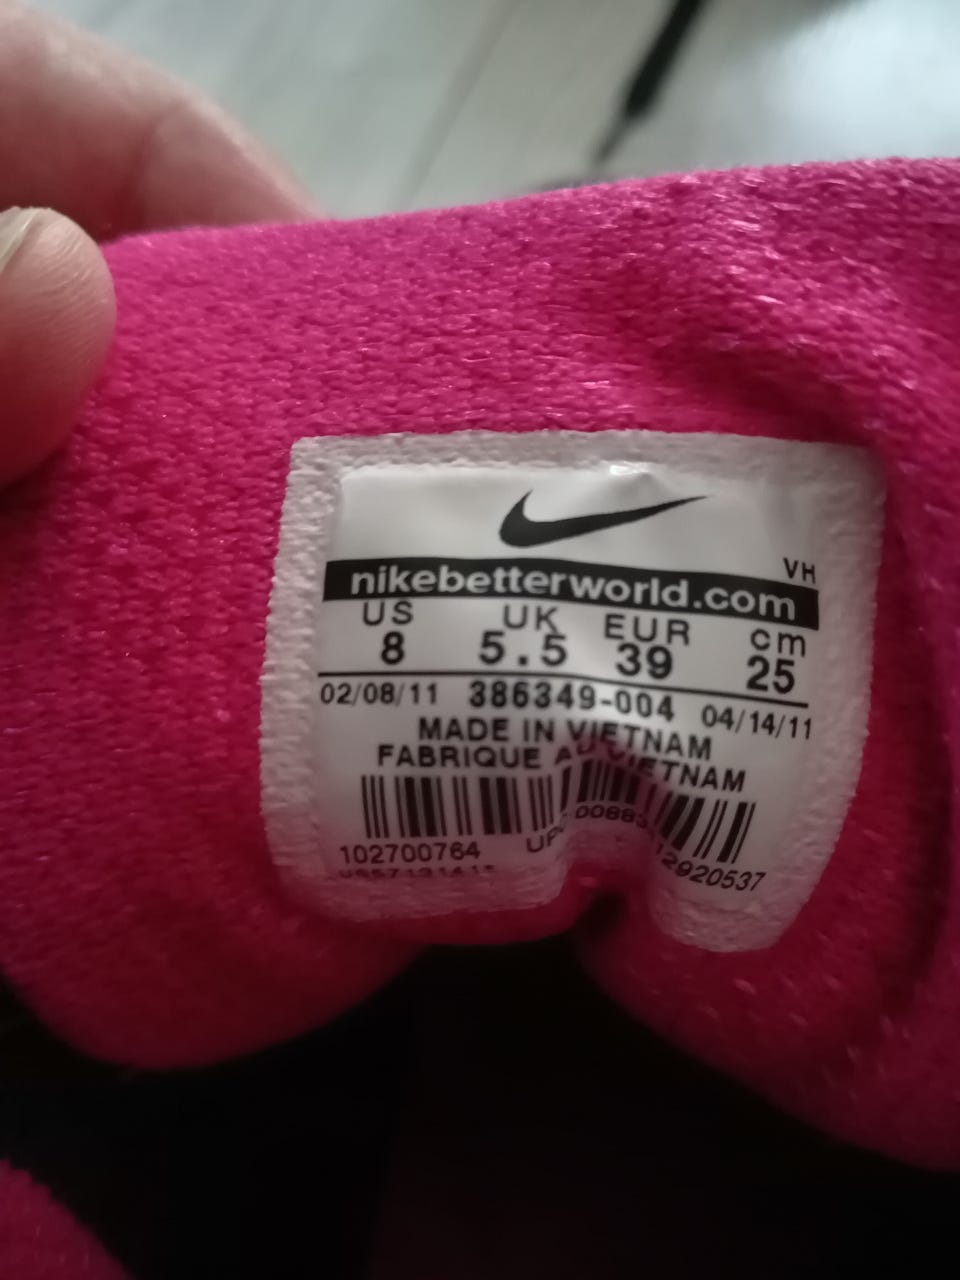 VH
nikebetterworld.com
US UK EUR cm
8 5.5 39 25
02/08/11 386349-004 04/14/11
MADE IN VIETNAM
FABRIQUE AU VIETNAM
102700764